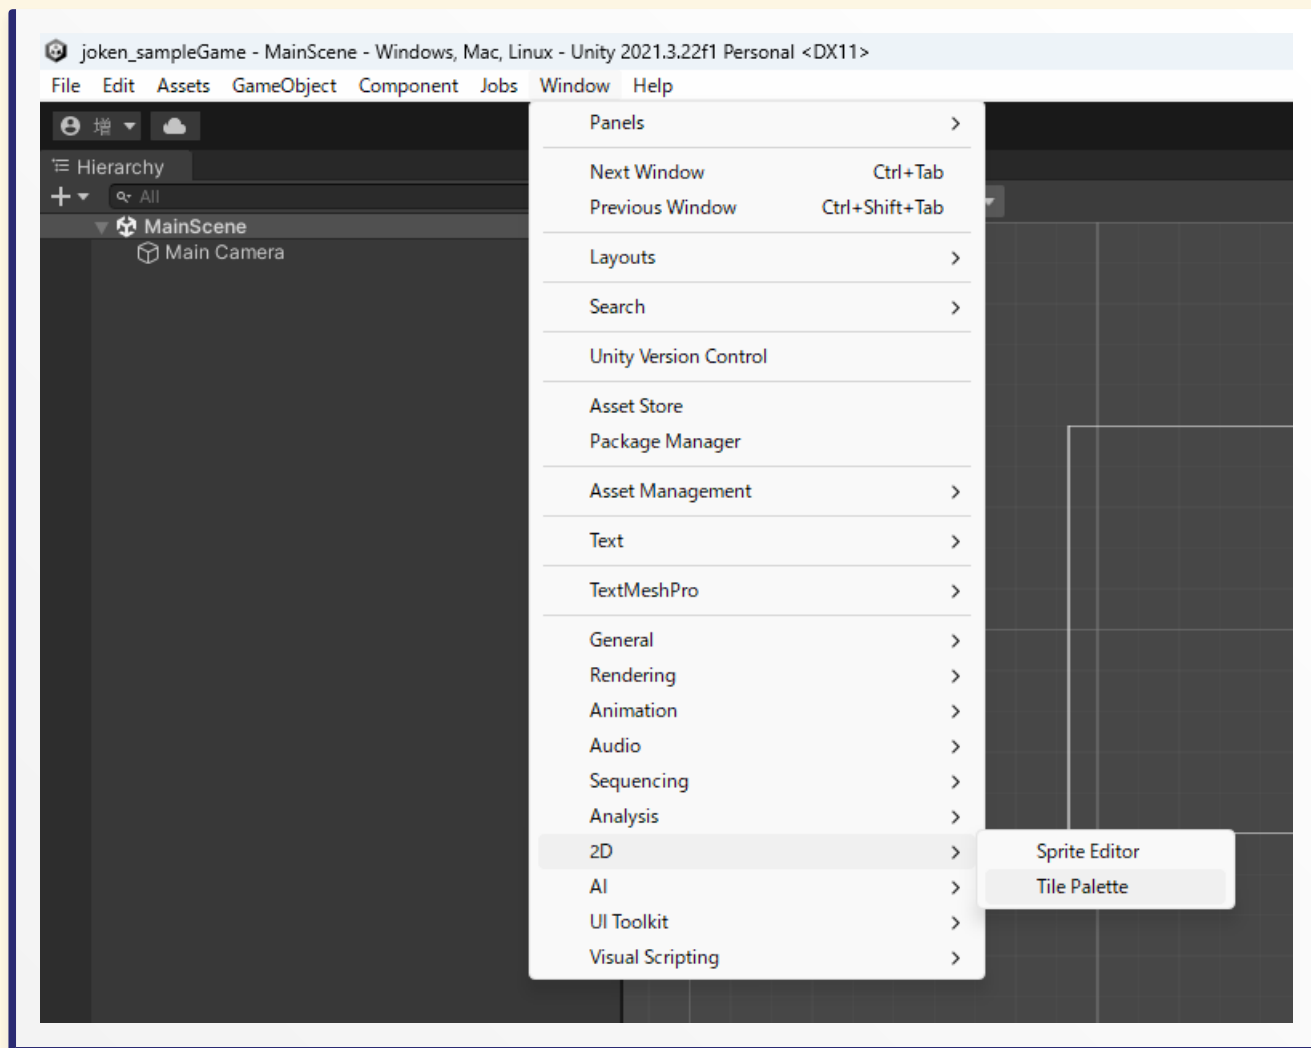 joken_sampleGame - MainScene - Windows, Mac, Linux - Unity 2021.3.22f1 Personal <DX11>
File Edit Assets GameObject Component Jobs Window Help
増
Hierarchy
All
MainScene
Main Camera
Panels
Next Window Ctrl+Tab
Previous Window Ctrl+Shift+Tab
Layouts
Search
Unity Version Control
Asset Store
Package Manager
Asset Management
Text
TextMeshPro
General
Rendering
Animation
Audio
Sequencing
Analysis
2D
Sprite Editor
Tile Palette
AI
UI Toolkit
Visual Scripting